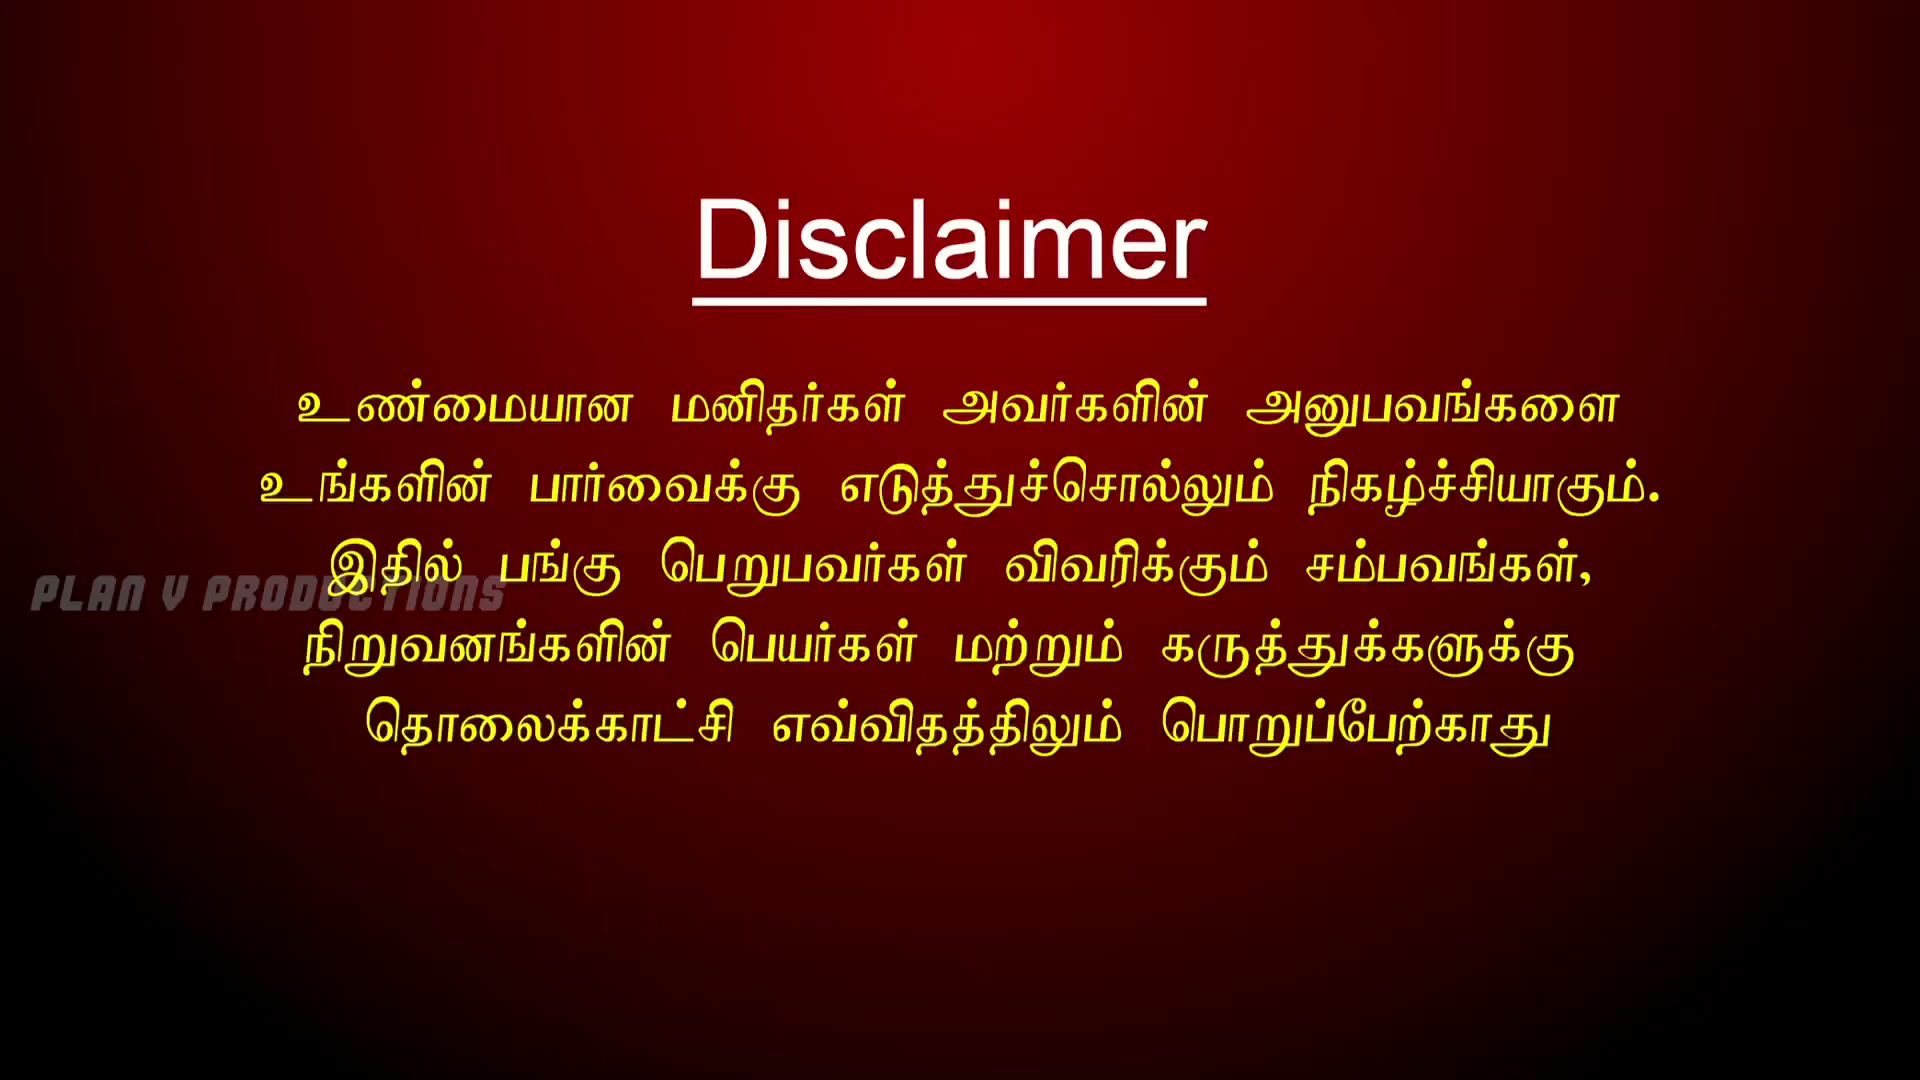 Disclaimer
உண்மையான மனிதர்கள் அவர்களின் அனுபவங்களை
உங்களின் பார்வைக்கு எடுத்துச்சொல்லும் நிகழ்ச்சியாகும்.
இதில் பங்கு பெறுபவர்கள் விவரிக்கும் சம்பவங்கள்,
PLAN V PRODUCTIONS
நிறுவனங்களின் பெயர்கள் மற்றும் கருத்துக்களுக்கு
தொலைக்காட்சி எவ்விதத்திலும் பொறுப்பேற்காது